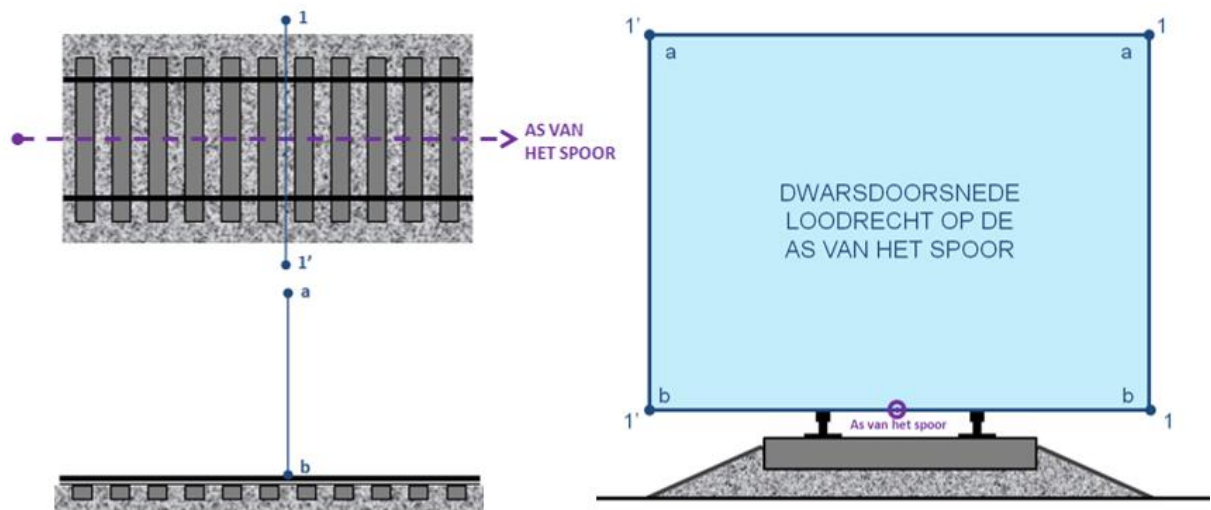 1
AS VAN
HET SPOOR
1'
a
b
1'
1
a
a
DWARSDOORSNEDE
LOODRECHT OP DE
AS VAN HET SPOOR
b
b
1'
1
As van het spoor